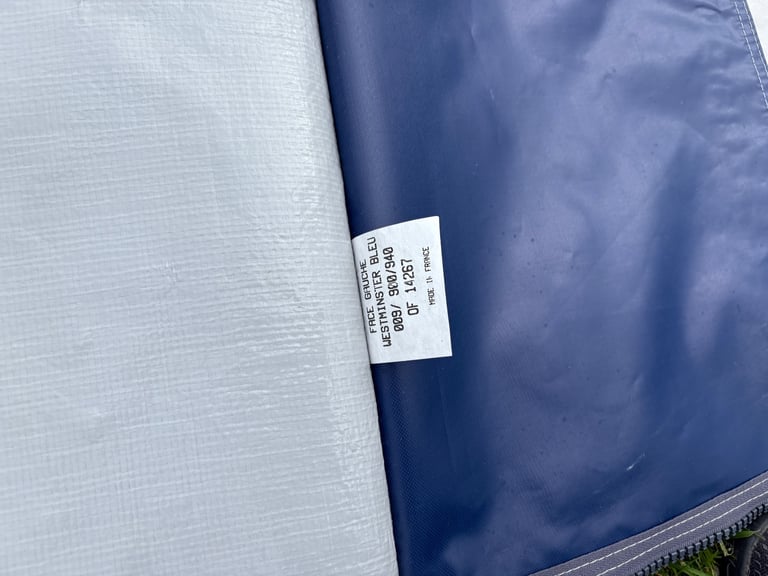 FACE GAUCHE
WESTMINSTER BLEU
009/ 900/940
OF 14267
MADE IN FRANCE